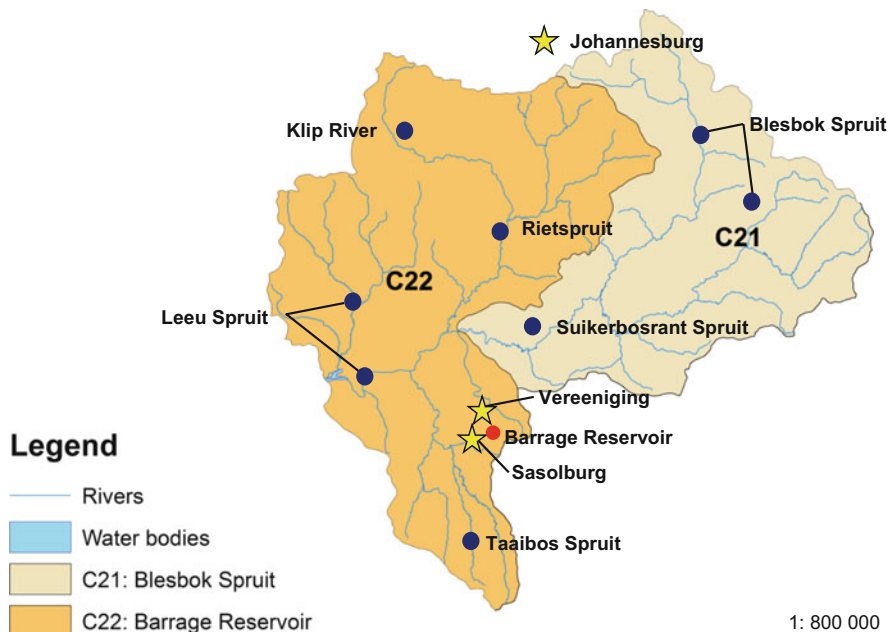 Johannesburg
Klip River
Blesbok Spruit
Rietspruit
C21
C22
Leeu Spruit
Suikerbosrant Spruit
Vereeniging
Barrage Reservoir
Sasolburg
Taaibos Spruit
Legend
Rivers
Water bodies
C21: Blesbok Spruit
C22: Barrage Reservoir
1: 800 000